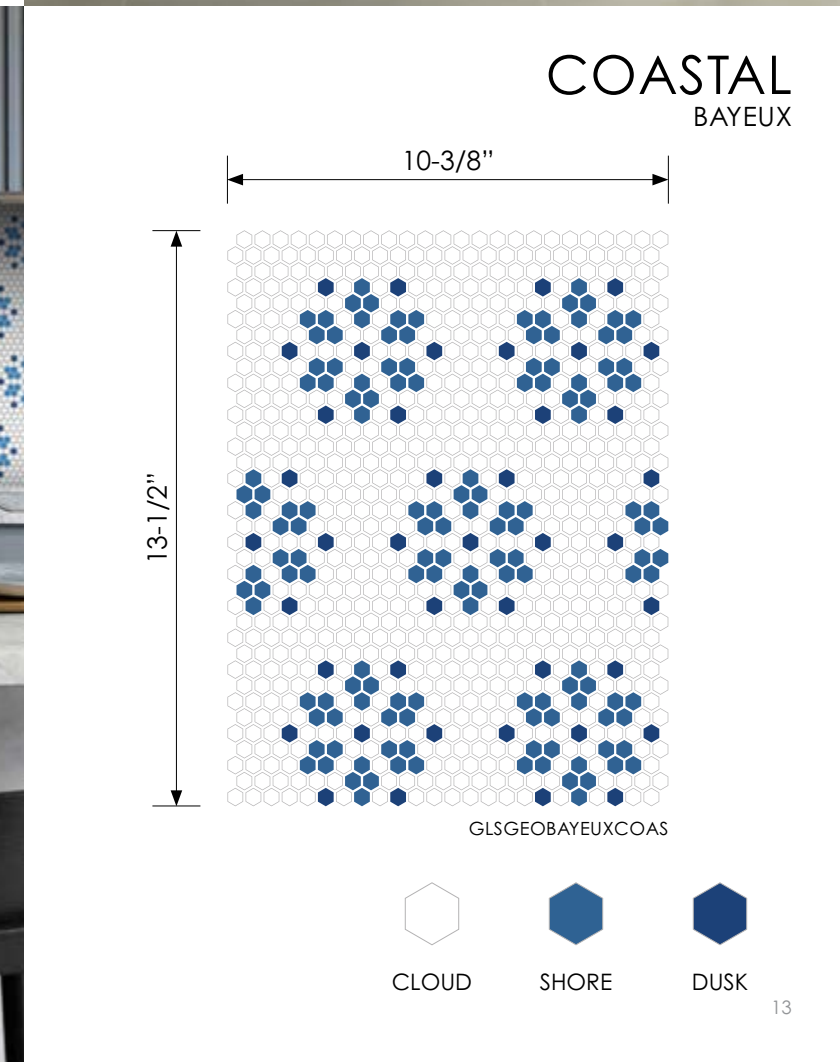 COASTAL
BAYEUX
10-3/8”
13-1/2”
GLSGEOBAYEUXCOAS
CLOUD
SHORE
DUSK
13